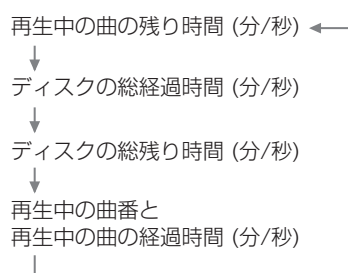 再生中の曲の残り時間 (分/秒)
ディスクの総経過時間 (分/秒)
ディスクの総残り時間 (分/秒)
再生中の曲番と
再生中の曲の経過時間 (分/秒)